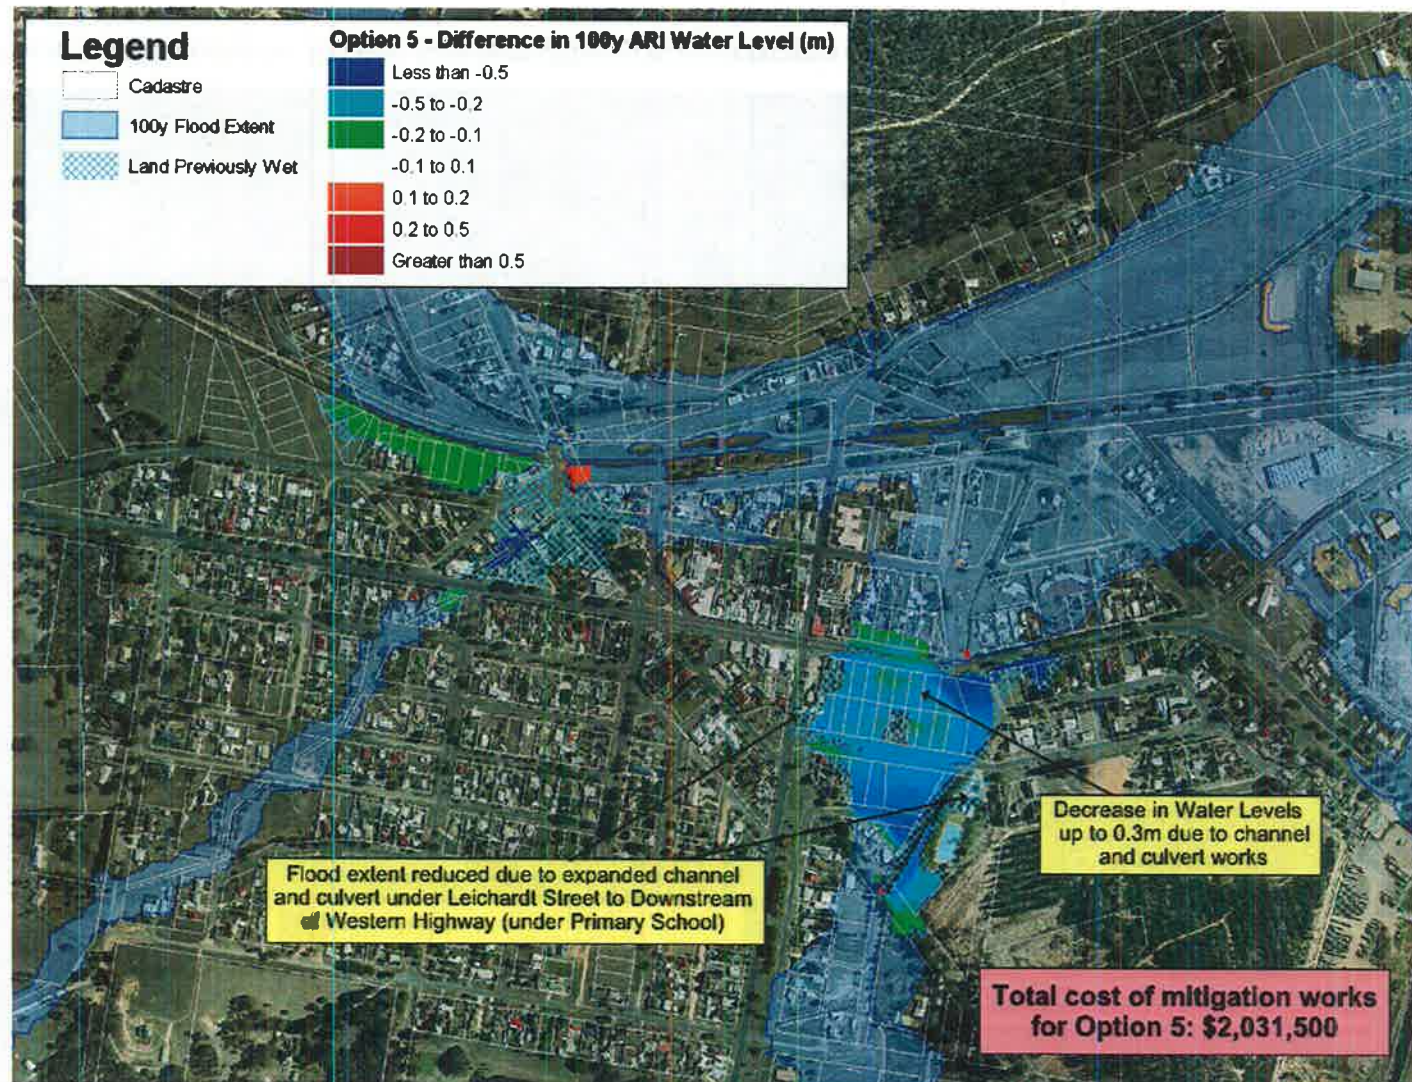 Legend
Cadastre
100y Flood Extent
Land Previously Wet
Option 5 - Difference in 100y ARI Water Level (m)
Less than -0.5
-0.5 to -0.2
-0.2 to -0.1
-0.1 to 0.1
0.1 to 0.2
0.2 to 0.5
Greater than 0.5
Decrease in Water Levels
up to 0.3m due to channel
and culvert works
Flood extent reduced due to expanded channel
and culvert under Leichardt Street to Downstream
Western Highway (under Primary School)
Total cost of mitigation works
for Option 5: $2,031,500